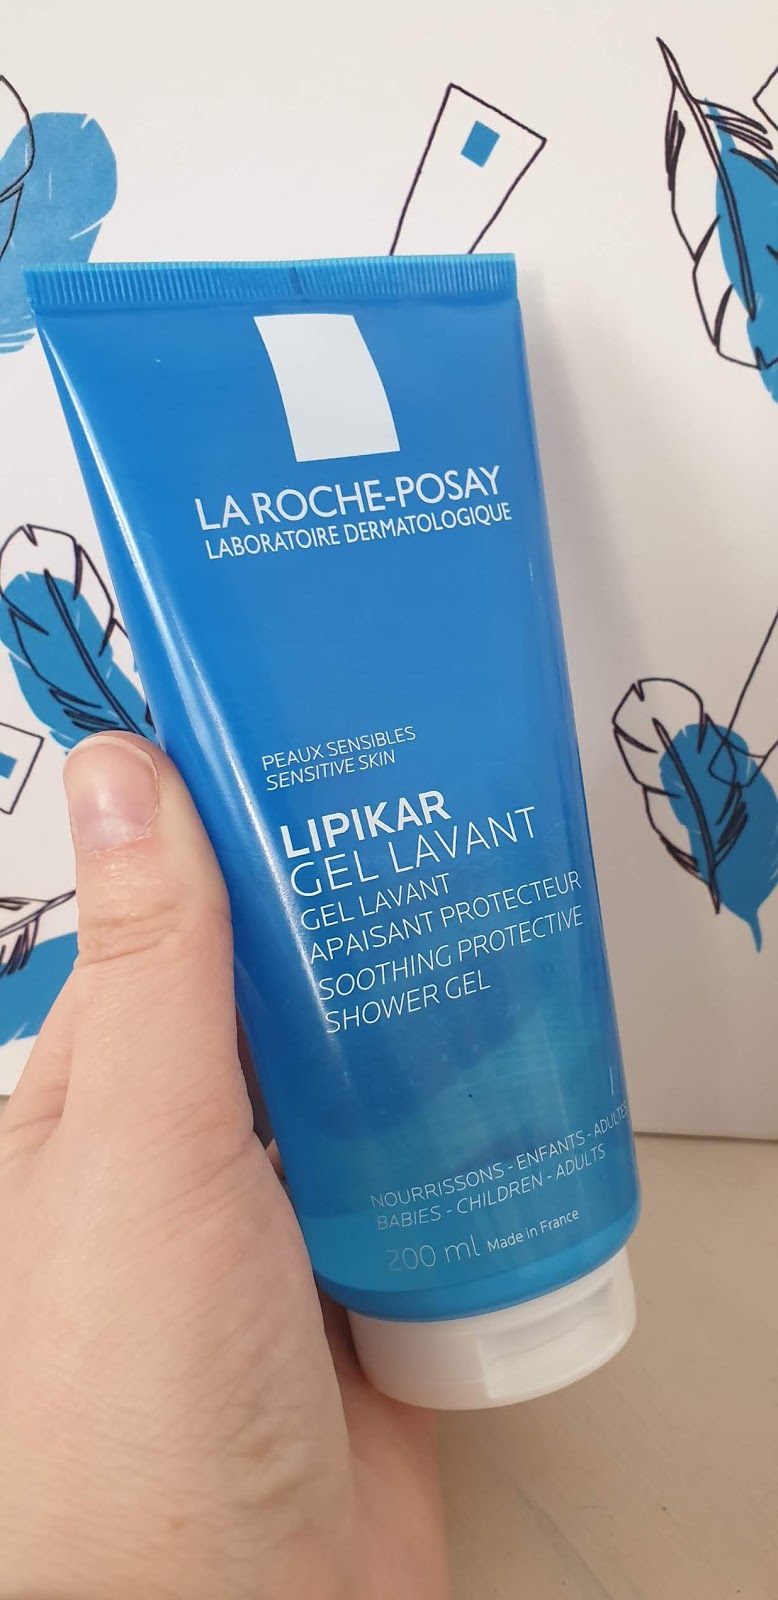 LA ROCHE-POSAY
LABORATOIRE DERMATOLOGIQUE
PEAUX SENSIBLES
SENSITIVE SKIN
LIPIKAR
GEL LAVANT
GEL LAVANT
APAISANT PROTECTEUR
SOOTHING PROTECTIVE
SHOWER GEL
NOURRISSONS - ENFANTS - ADULTES
BABIES - CHILDREN - ADULTS
200 ml Made in France